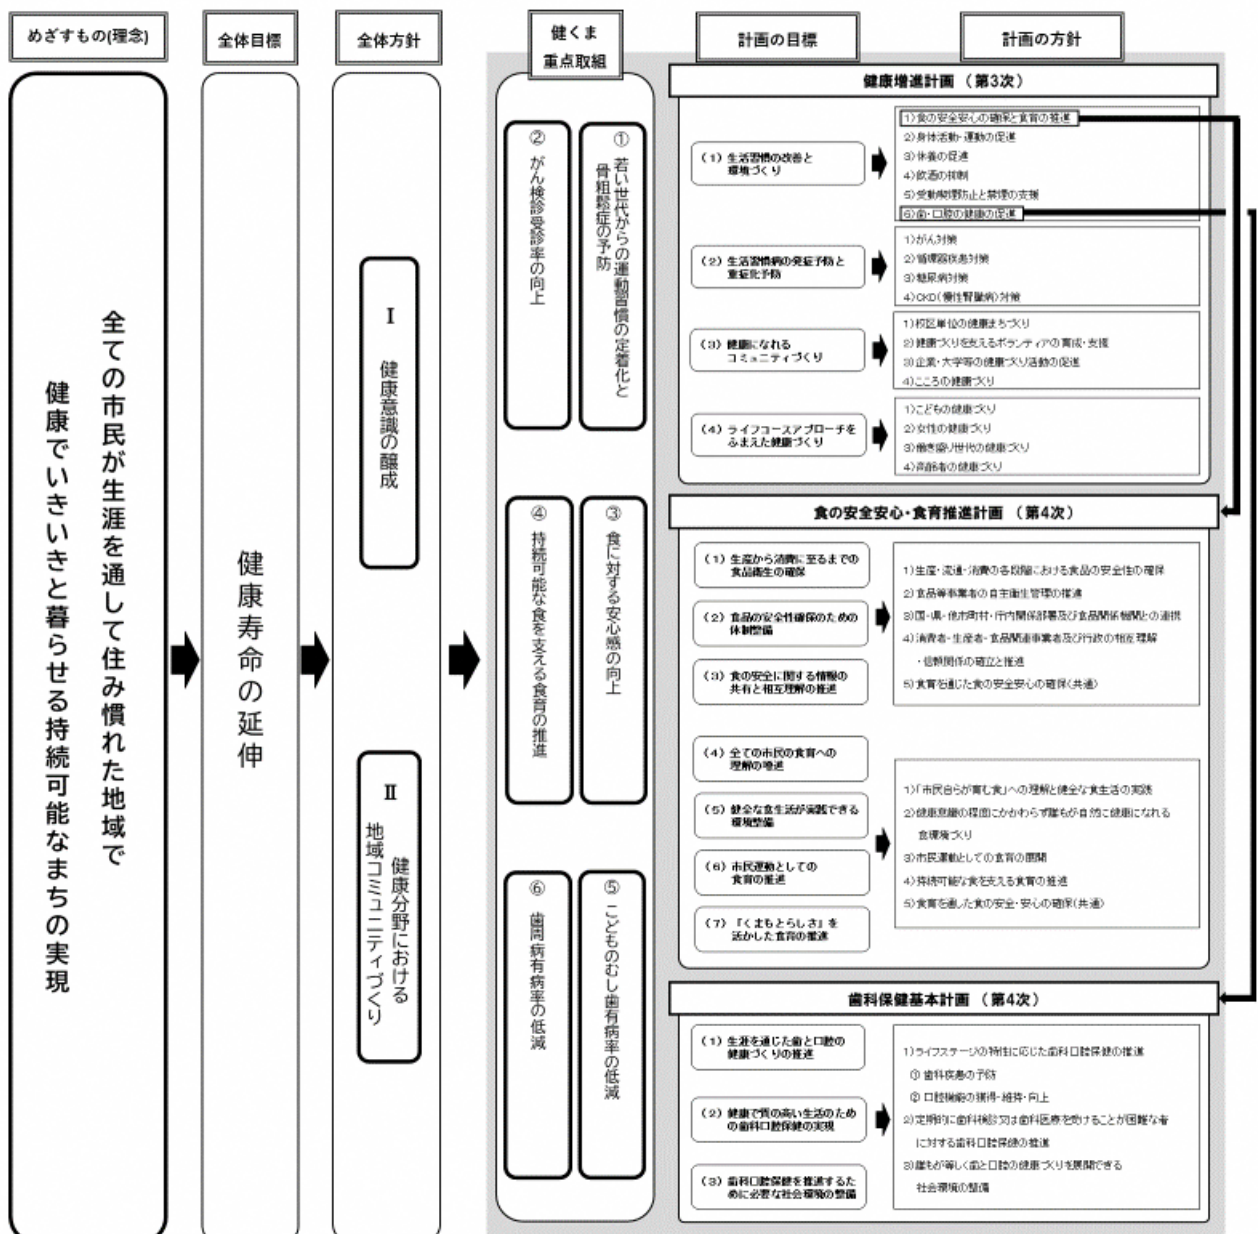 めざすもの(理念)
全体目標
全体方針
健くま
重点取組
計画の目標
計画の方針
全ての市民が生涯を通して住み慣れた地域で
健康でいきいきと暮らせる持続可能なまちの実現
健康寿命の延伸
Ⅰ 健康意識の醸成
Ⅱ 健康分野における
地域コミュニティづくり
① 若い世代からの運動習慣の定着化と
骨粗鬆症の予防
② がん検診受診率の向上
③ 食に対する安心感の向上
④ 持続可能な食を支える食育の推進
⑤ こどものむし歯有病率の低減
⑥ 歯周病有病率の低減
健康増進計画 (第3次)
(1) 生活習慣の改善と
環境づくり
1)食の安全安心の確保と食育の推進
2)身体活動・運動の促進
3)休養の促進
4)飲酒の抑制
5)受動喫煙防止と禁煙の支援
6)歯・口腔の健康の促進
(2) 生活習慣病の発症予防と
重症化予防
1)がん対策
2)循環器疾患対策
3)糖尿病対策
4)CKD(慢性腎臓病)対策
(3) 健康になれる
コミュニティづくり
1)校区単位の健康まちづくり
2)健康づくりを支えるボランティアの育成・支援
3)企業・大学等の健康づくり活動の促進
4)こころの健康づくり
(4) ライフコースアプローチを
ふまえた健康づくり
1)こどもの健康づくり
2)女性の健康づくり
3)働き盛り世代の健康づくり
4)高齢者の健康づくり
食の安全安心・食育推進計画 (第4次)
(1) 生産から消費に至るまでの
食品衛生の確保
(2) 食品の安全性確保のための
体制整備
(3) 食の安全に関する情報の
共有と相互理解の推進
1)生産・流通・消費の各段階における食品の安全性の確保
2)食品等事業者の自主衛生管理の推進
3)国・県・他市町村・庁内関係部署及び食品関係機関との連携
4)消費者・生産者・食品関連事業者及び行政の相互理解
・信頼関係の確立と推進
5)食育を通じた食の安全安心の確保(共通)
(4) 全ての市民の食育への
理解の増進
(5) 健全な食生活が実践できる
環境整備
(6) 市民運動としての
食育の推進
(7) 「くまもとらしさ」を
活かした食育の推進
1)「市民自らが育む食」への理解と健全な食生活の実践
2)健康意識の程度にかかわらず誰もが自然に健康になれる
食環境づくり
3)市民運動としての食育の展開
4)持続可能な食を支える食育の推進
5)食育を通した食の安全・安心の確保(共通)
歯科保健基本計画 (第4次)
(1) 生涯を通じた歯と口腔の
健康づくりの推進
(2) 健康で質の高い生活のため
の歯科口腔保健の実現
(3) 歯科口腔保健を推進するた
めに必要な社会環境の整備
1)ライフステージの特性に応じた歯科口腔保健の推進
① 歯科疾患の予防
② 口腔機能の獲得・維持・向上
2)定期的に歯科検診又は歯科医療を受けることが困難な者
に対する歯科口腔保健の推進
3)誰もが等しく歯と口腔の健康づくりを展開できる
社会環境の整備